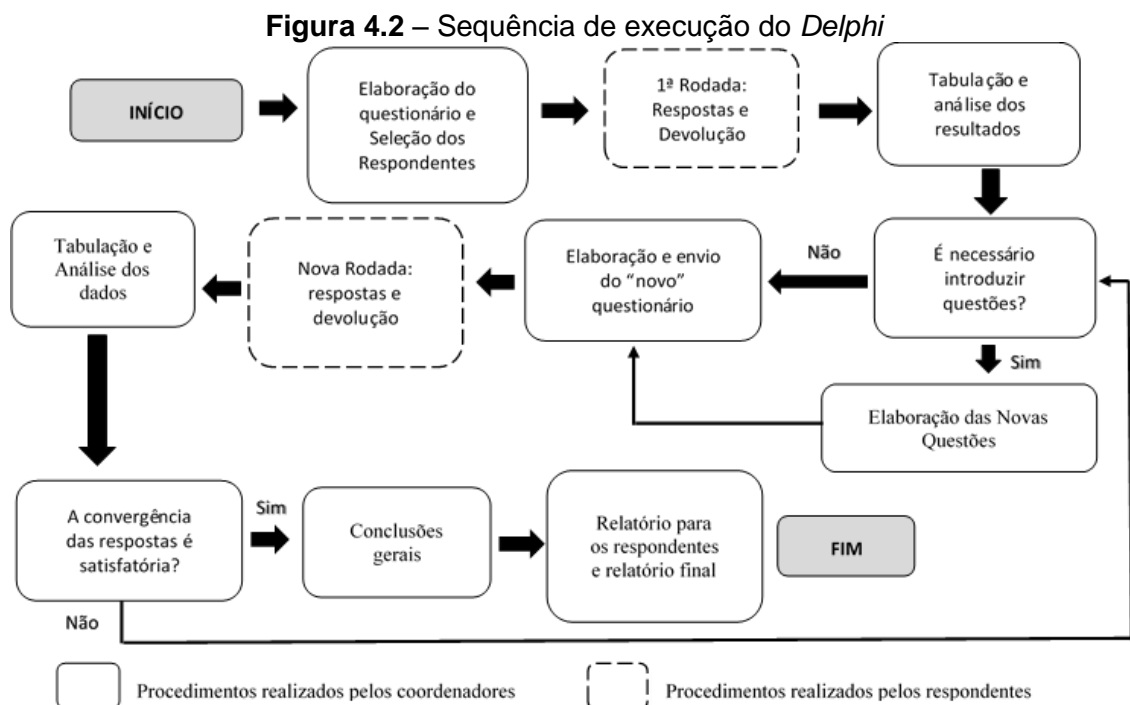 Figura 4.2 – Sequência de execução do Delphi
INÍCIO
Elaboração do
questionário e
Seleção dos
Respondentes
1ª Rodada:
Respostas e
Devolução
Tabulação e
análise dos
resultados
É necessário
introduzir
questões?
Não
Sim
Elaboração das Novas
Questões
Elaboração e envio
do “novo”
questionário
Nova Rodada:
respostas e
devolução
Tabulação e
Análise dos
dados
A convergência
das respostas é
satisfatória?
Sim
Não
Conclusões
gerais
Relatório para
os respondentes
e relatório final
FIM
Procedimentos realizados pelos coordenadores
Procedimentos realizados pelos respondentes